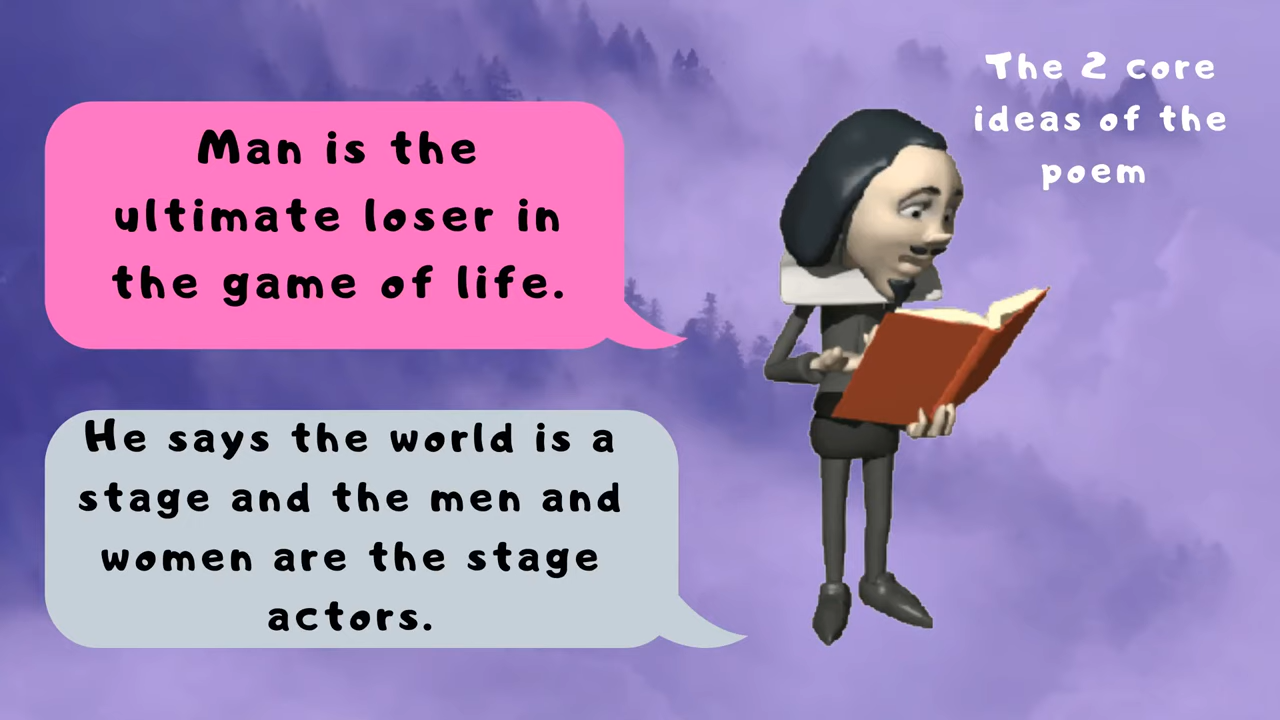 The 2 core
ideas of the
poem
Man is the
ultimate loser in
the game of life.
He says the world is a
stage and the men and
women are the stage
actors.